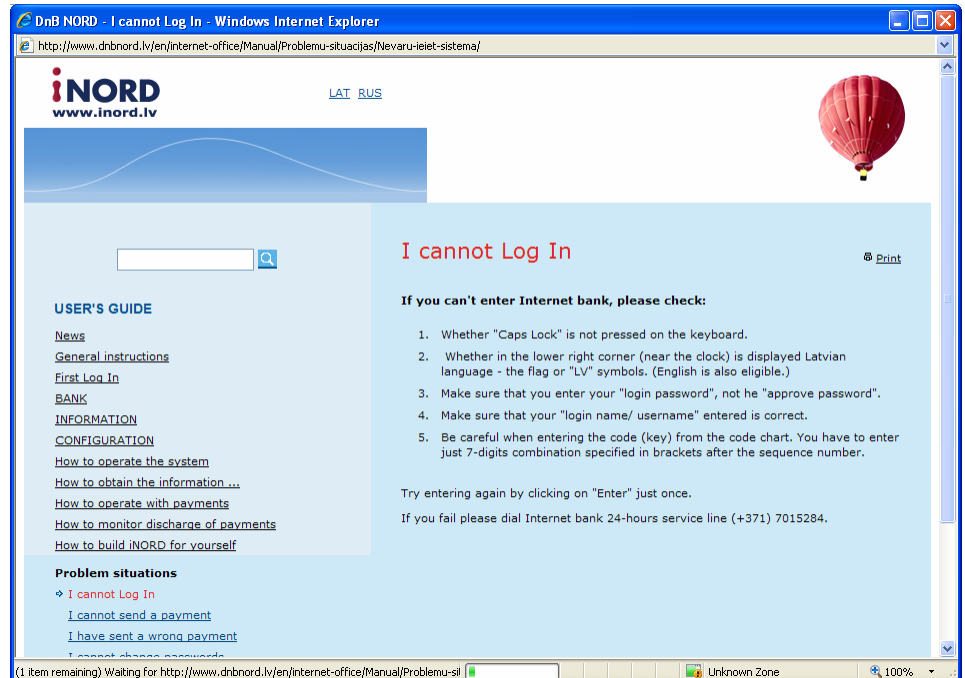 DnB NORD - I cannot Log In - Windows Internet Explorer
http://www.dnbnord.lv/en/internet-office/Manual/Problemu-situacijas/Nevaru-ieiet-sistema/
iNORD
www.inord.lv
LAT RUS
I cannot Log In
Print
USER'S GUIDE
News
General instructions
First Log In
BANK
INFORMATION
CONFIGURATION
How to operate the system
How to obtain the information ...
How to operate with payments
How to monitor discharge of payments
How to build iNORD for yourself
Problem situations
I cannot Log In
I cannot send a payment
I have sent a wrong payment
I cannot change passwords
If you can't enter Internet bank, please check:
1. Whether "Caps Lock" is not pressed on the keyboard.
2. Whether in the lower right corner (near the clock) is displayed Latvian
language - the flag or "LV" symbols. (English is also eligible.)
3. Make sure that you enter your "login password", not he "approve password".
4. Make sure that your "login name/ username" entered is correct.
5. Be careful when entering the code (key) from the code chart. You have to enter
just 7-digits combination specified in brackets after the sequence number.
Try entering again by clicking on "Enter" just once.
If you fail please dial Internet bank 24-hours service line (+371) 7015284.
(1 item remaining) Waiting for http://www.dnbnord.lv/en/internet-office/Manual/Problemu-sit
Unknown Zone
100%